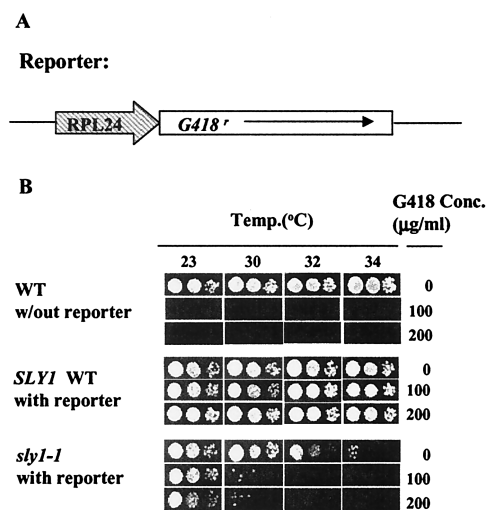 A
Reporter:
RPL24 G418 r
B
G418 Conc.
Temp.(°C) (µg/ml)
23 30 32 34
WT 0
w/out reporter 100
200
SLY1 WT 0
with reporter 100
200
sly1-1 0
with reporter 100
200